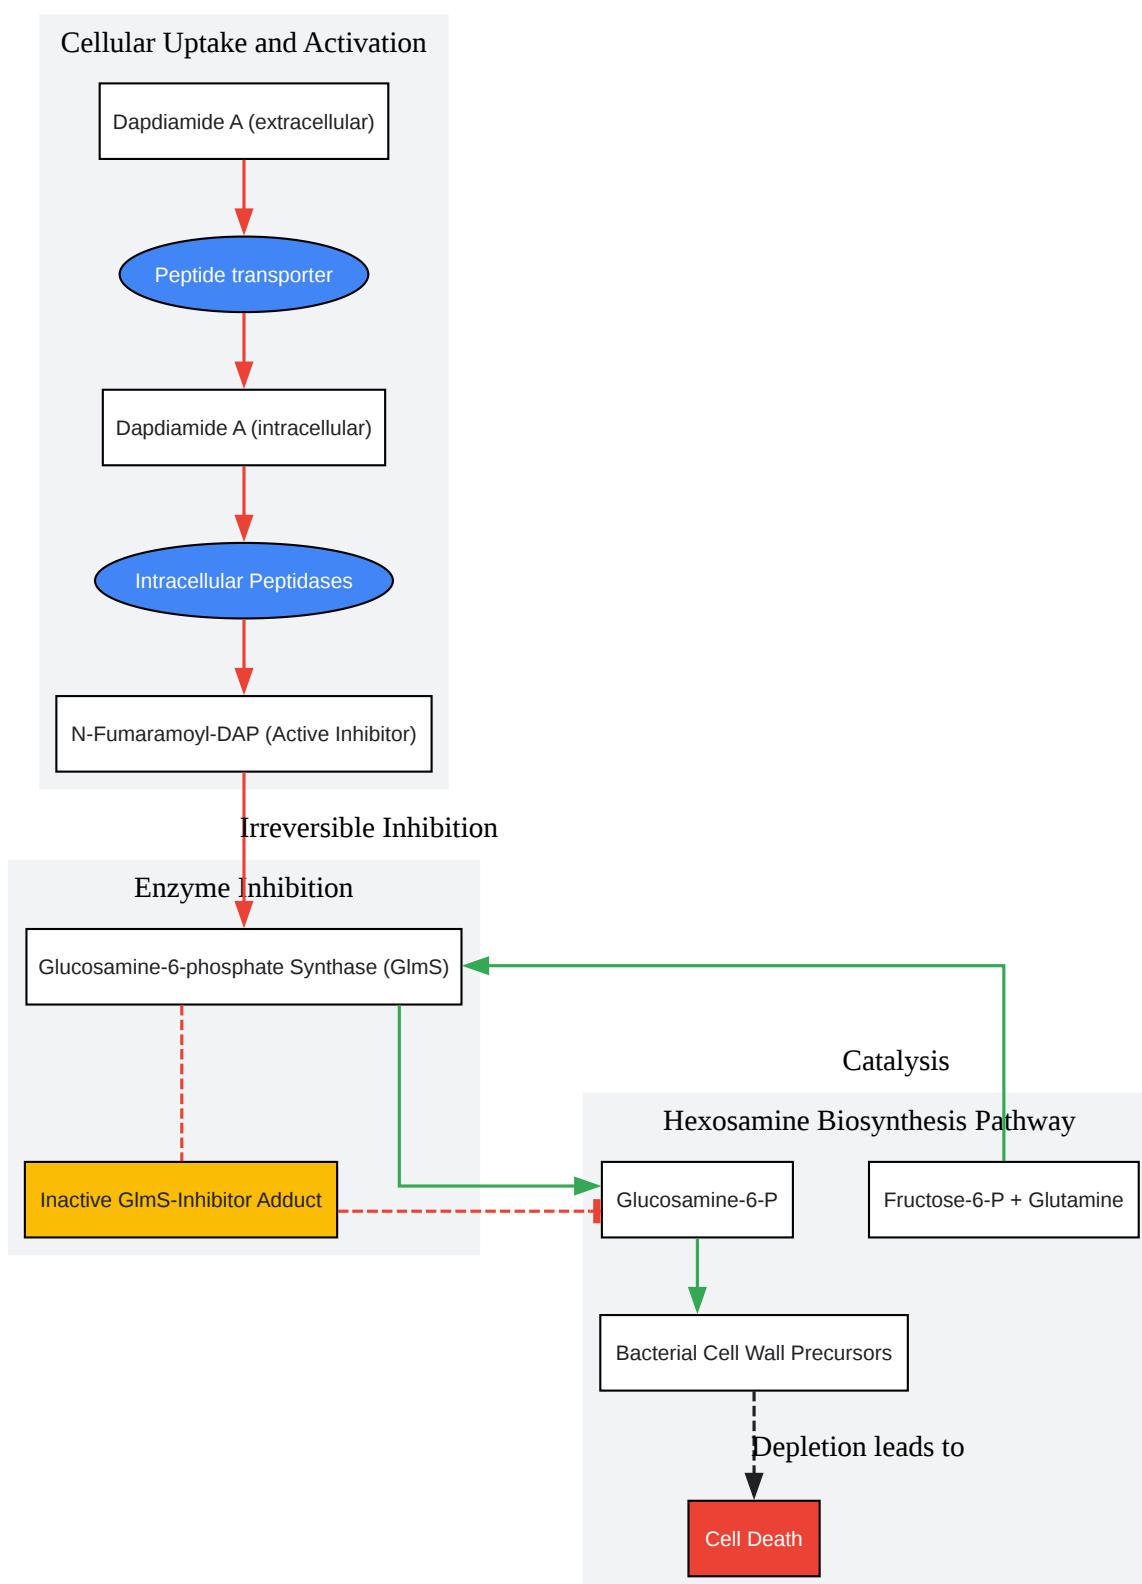 Cellular Uptake and Activation
Dapdiamide A (extracellular)
Peptide transporter
Dapdiamide A (intracellular)
Intracellular Peptidases
N-Fumaramoyl-DAP (Active Inhibitor)
Irreversible Inhibition
Enzyme Inhibition
Glucosamine-6-phosphate Synthase (GlmS)
Catalysis
Hexosamine Biosynthesis Pathway
Inactive GlmS-Inhibitor Adduct
Glucosamine-6-P
Fructose-6-P + Glutamine
Bacterial Cell Wall Precursors
Depletion leads to
Cell Death